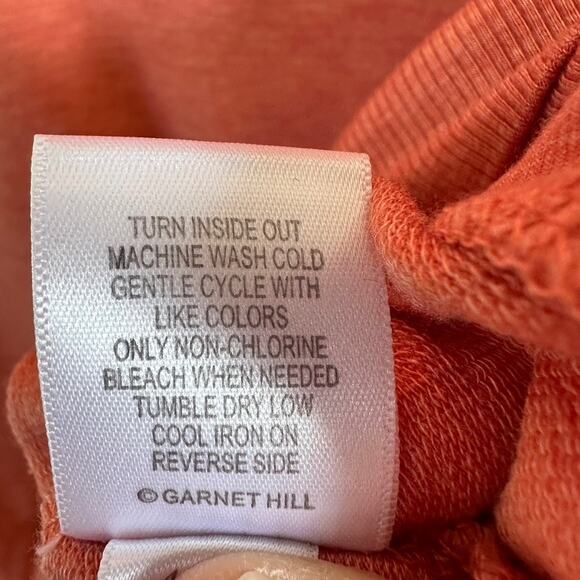 TURN INSIDE OUT
MACHINE WASH COLD
GENTLE CYCLE WITH
LIKE COLORS
ONLY NON-CHLORINE
BLEACH WHEN NEEDED
TUMBLE DRY LOW
COOL IRON ON
REVERSE SIDE
© GARNET HILL